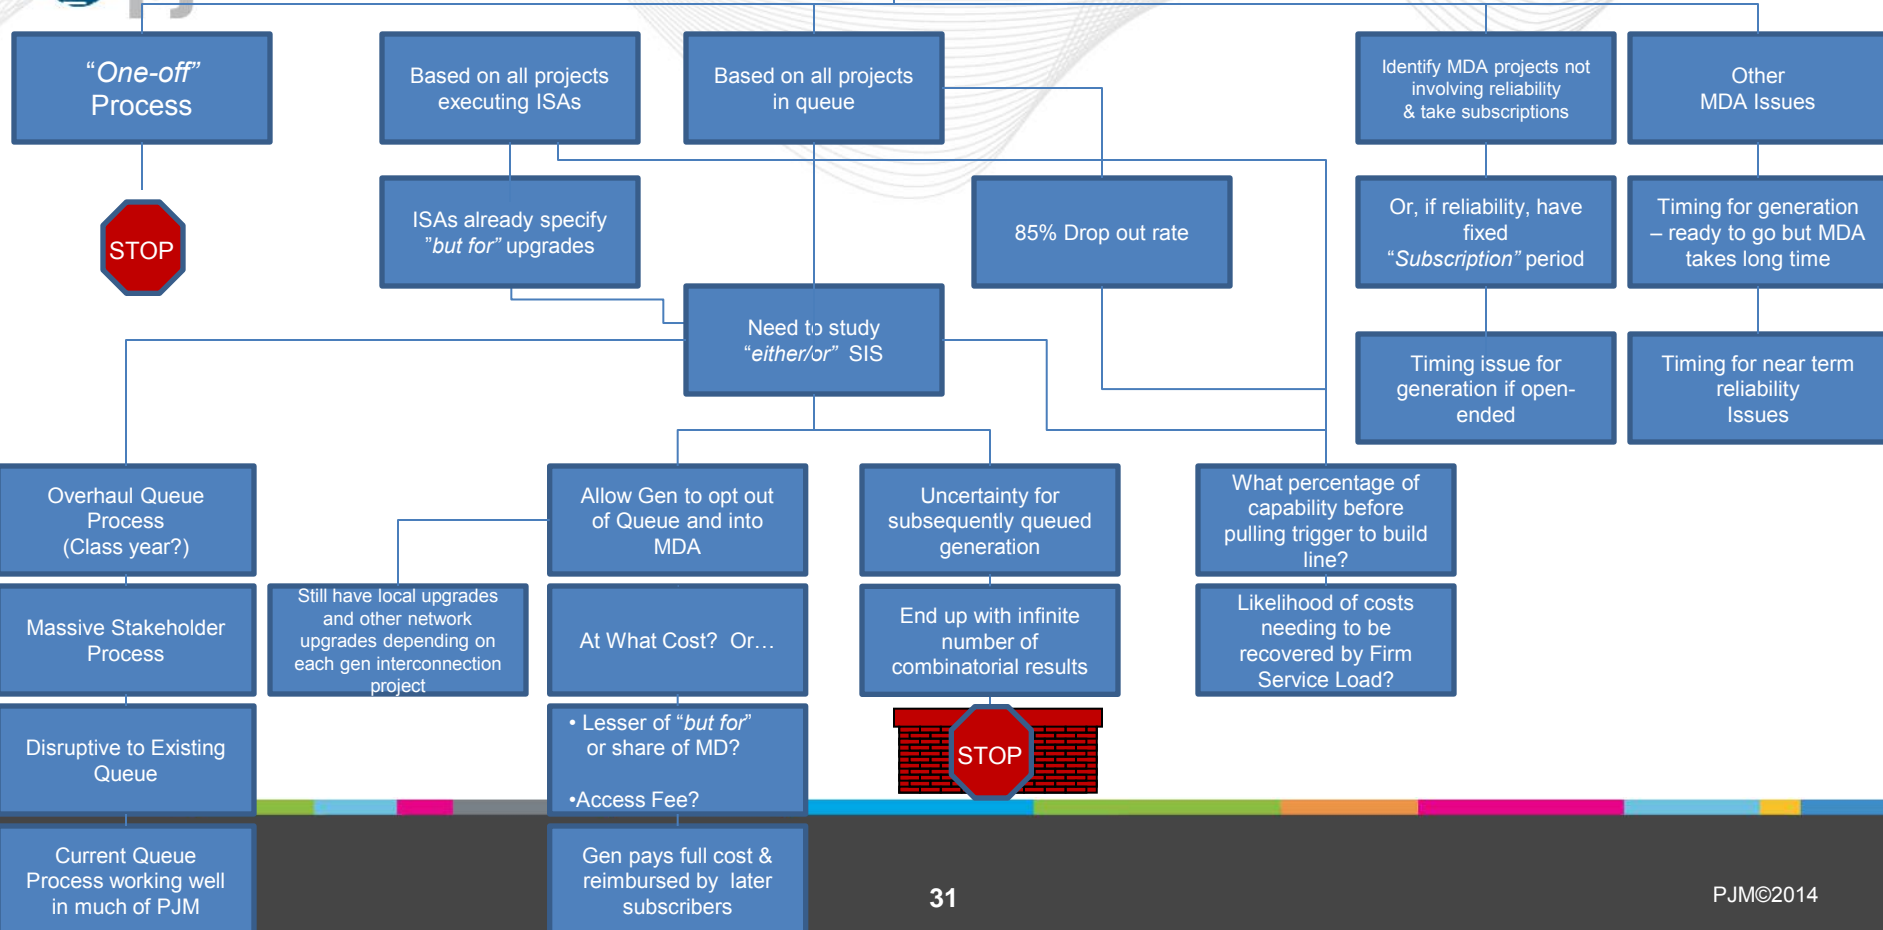 “One-off”
Process
Based on all projects
executing ISAs
Based on all projects
in queue
Identify MDA projects not
involving reliability
& take subscriptions
Other
MDA Issues
STOP
ISAs already specify
”but for” upgrades
85% Drop out rate
Or, if reliability, have
fixed
“Subscription” period
Timing for generation
– ready to go but MDA
takes long time
Need to study
“either/or” SIS
Timing issue for
generation if open-
ended
Timing for near term
reliability
Issues
Overhaul Queue
Process
(Class year?)
Allow Gen to opt out
of Queue and into
MDA
Uncertainty for
subsequently queued
generation
What percentage of
capability before
pulling trigger to build
line?
Massive Stakeholder
Process
Still have local upgrades
and other network
upgrades depending on
each gen interconnection
project
At What Cost? Or…
End up with infinite
number of
combinatorial results
Likelihood of costs
needing to be
recovered by Firm
Service Load?
Disruptive to Existing
Queue
• Lesser of “but for”
or share of MD?
•Access Fee?
STOP
Current Queue
Process working well
in much of PJM
Gen pays full cost &
reimbursed by later
subscribers
31
PJM©2014